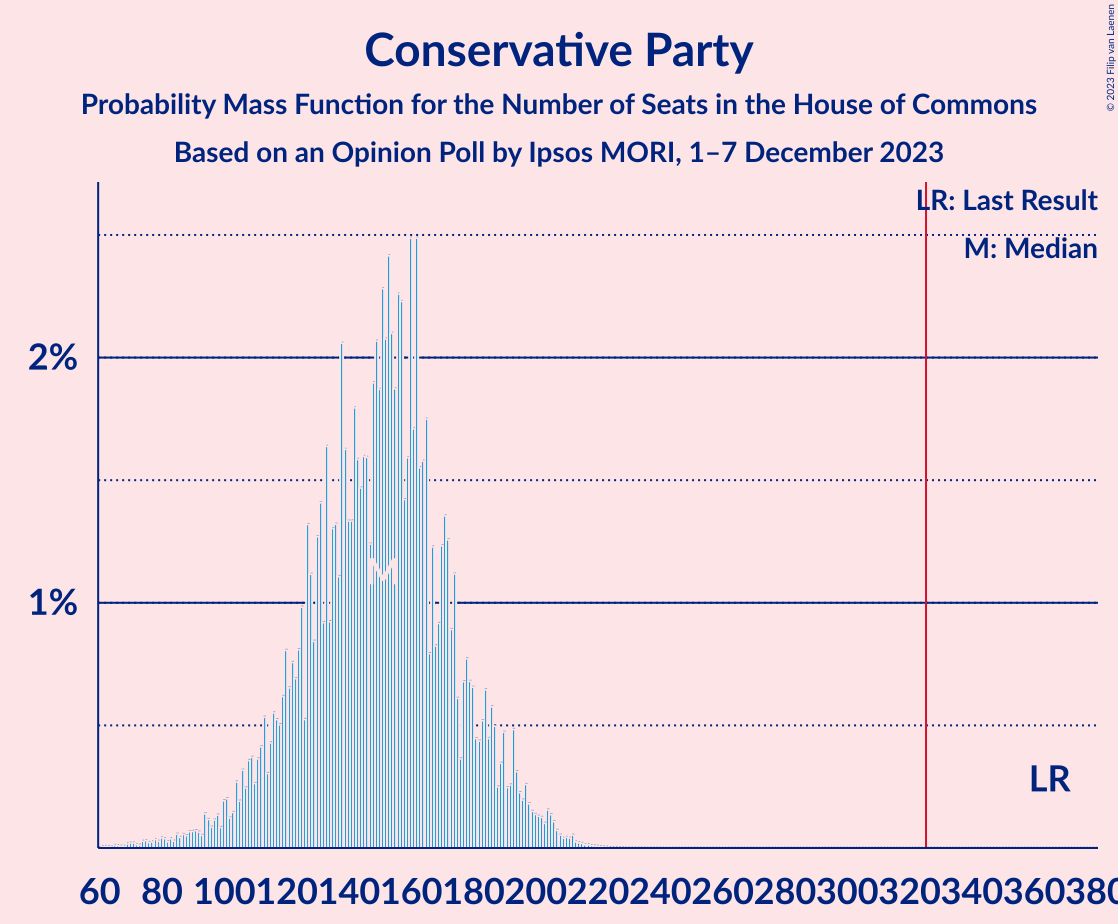 Conservative Party
Probability Mass Function for the Number of Seats in the House of Commons
Based on an Opinion Poll by Ipsos MORI, 1–7 December 2023
© 2023 Filip van Laenen
LR: Last Result
M: Median
2%
1%
M
LR
60 80 100 120 140 160 180 200 220 240 260 280 300 320 340 360 380